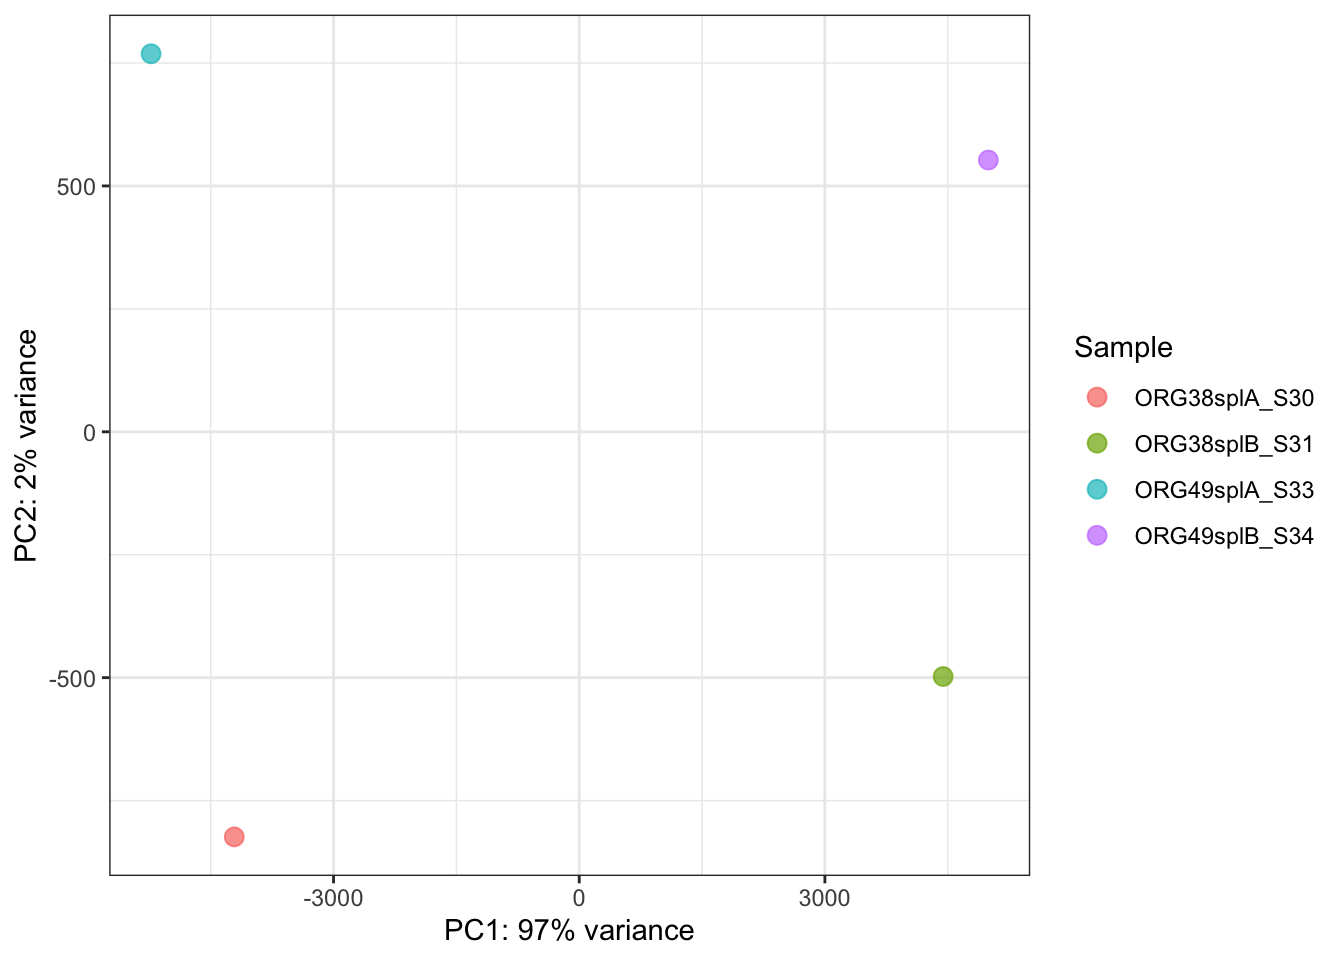 500
0
-500
-3000
0
3000
PC1: 97% variance
PC2: 2% variance
Sample
ORG38splA_S30
ORG38splB_S31
ORG49splA_S33
ORG49splB_S34